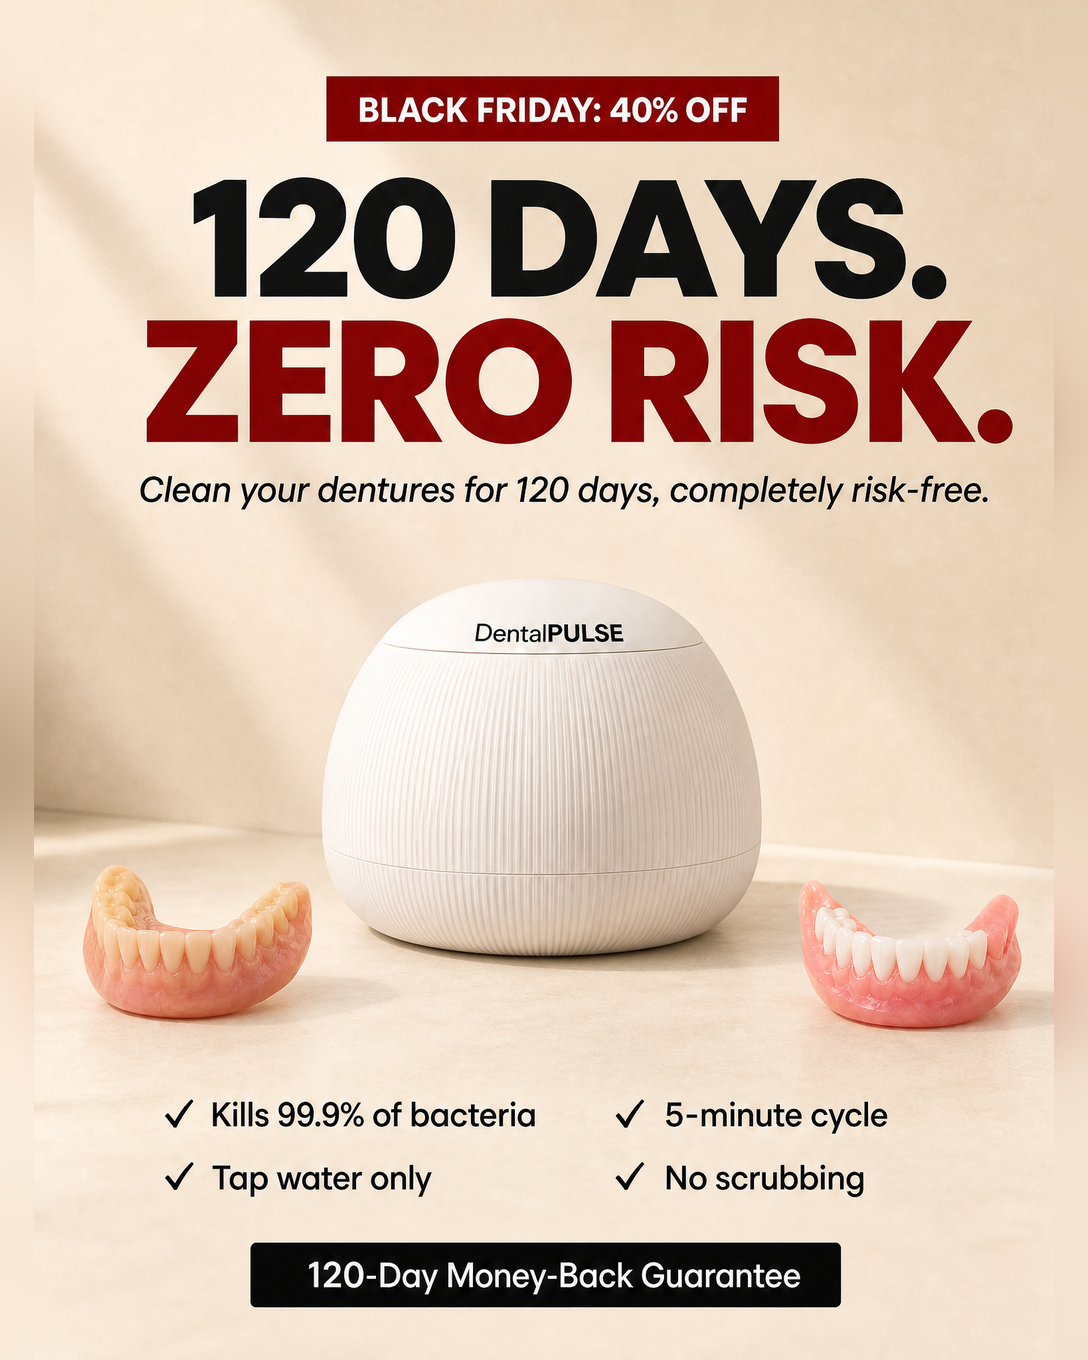 BLACK FRIDAY: 40% OFF
120 DAYS.
ZERO RISK.
Clean your dentures for 120 days, completely risk-free.
DentalPULSE
✓ Kills 99.9% of bacteria
✓ 5-minute cycle
✓ Tap water only
✓ No scrubbing
120-Day Money-Back Guarantee